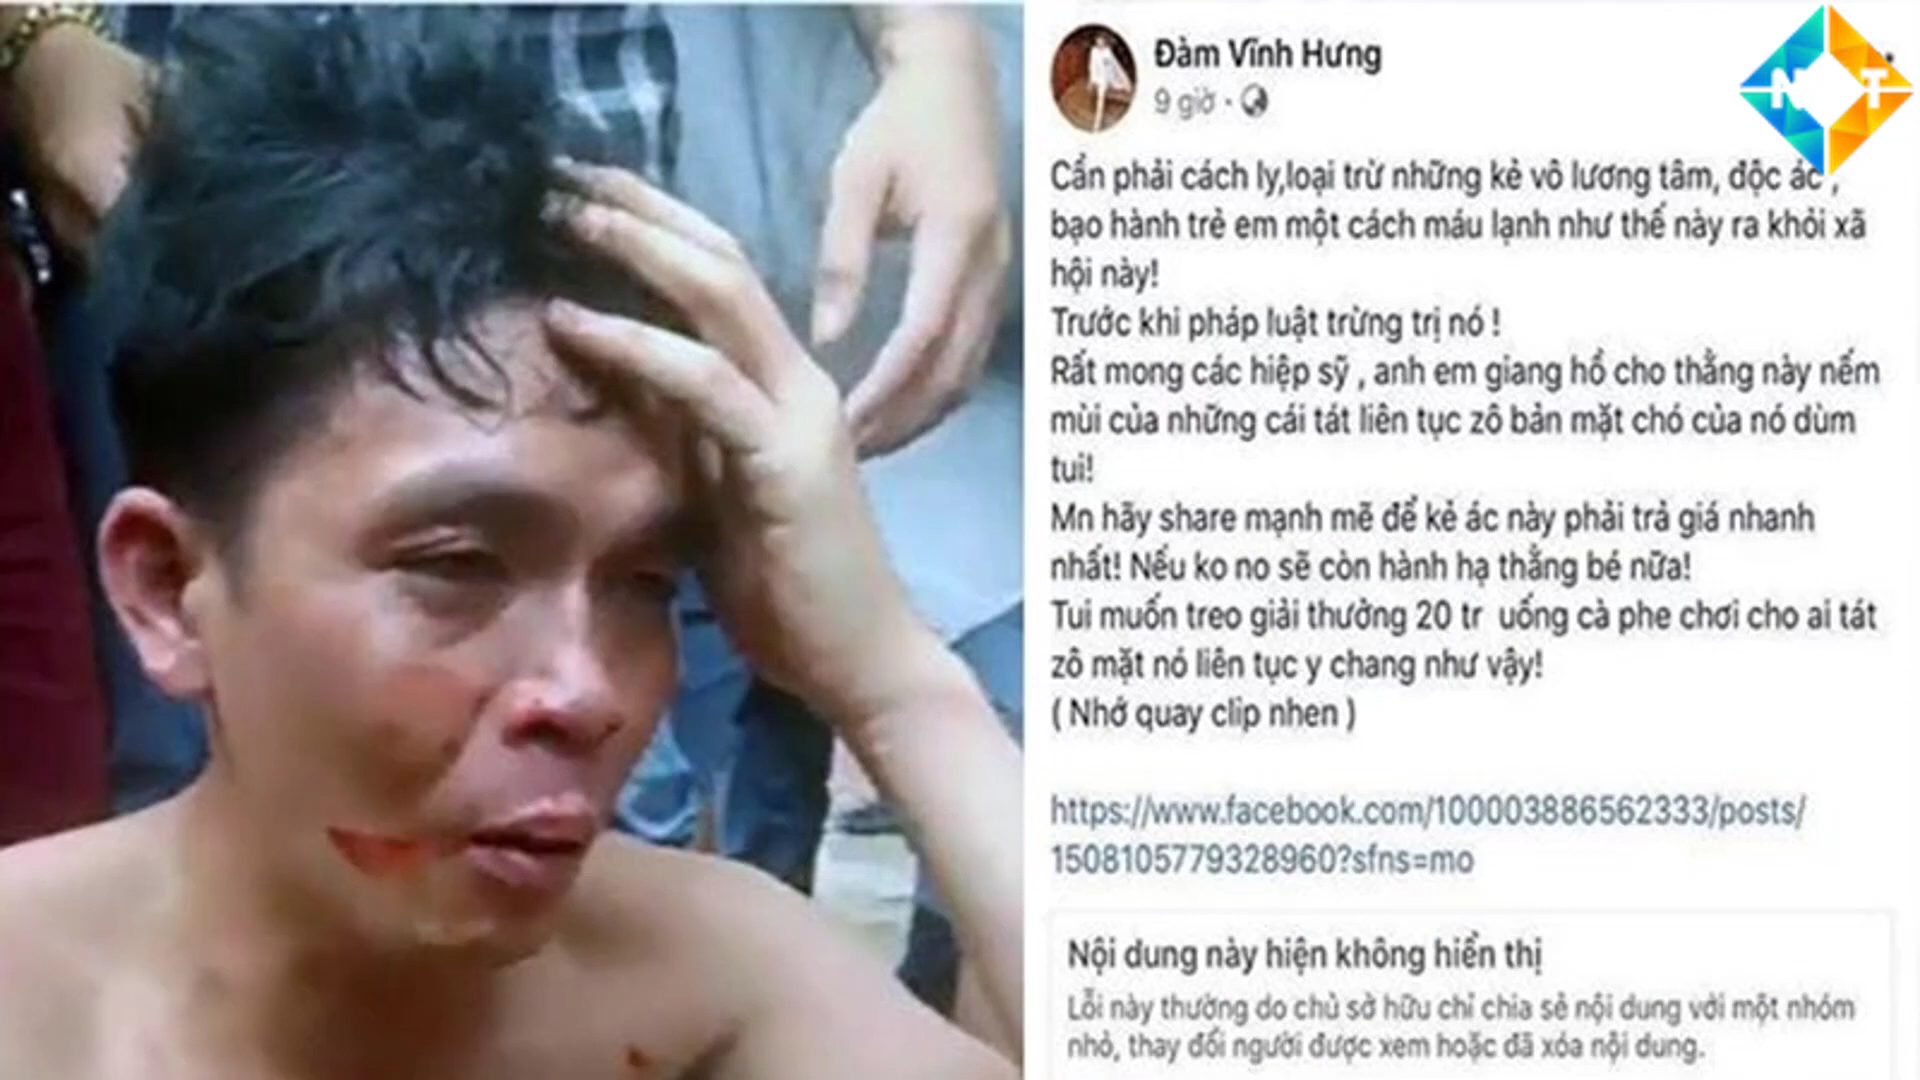 Đàm Vĩnh Hưng
9 giờ ·
N T
Cần phải cách ly,loại trừ những kẻ vô lương tâm, độc ác ,
bạo hành trẻ em một cách máu lạnh như thế này ra khỏi xã
hội này!
Trước khi pháp luật trừng trị nó !
Rất mong các hiệp sỹ , anh em giang hồ cho thằng này nếm
mùi của những cái tát liên tục zô bản mặt chó của nó dùm
tui!
Mn hãy share mạnh mẽ để kẻ ác này phải trả giá nhanh
nhất! Nếu ko no sẽ còn hành hạ thằng bé nữa!
Tui muốn treo giải thưởng 20 tr uống cà phe chơi cho ai tát
zô mặt nó liên tục y chang như vậy!
( Nhớ quay clip nhen )
https://www.facebook.com/100003886562333/posts/
1508105779328960?sfns=mo
Nội dung này hiện không hiển thị
Lỗi này thường do chủ sở hữu chỉ chia sẻ nội dung với một nhóm
nhỏ, thay đổi người được xem hoặc đã xóa nội dung.